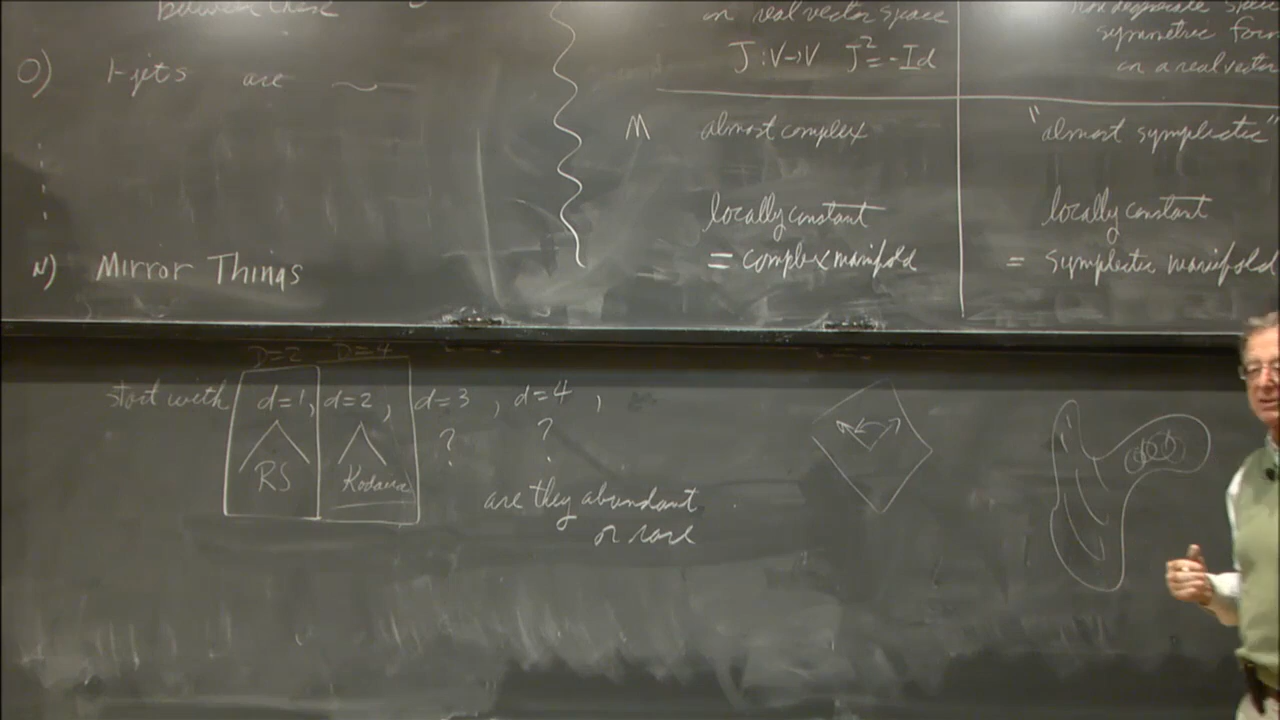 between these
0) 1-jets are ~
N) Mirror Things
on real vector space
J : V→V J² = -Id
symmetric form
on a real vector
M almost complex
"almost symplectic"
locally constant
= complex manifold
locally constant
= symplectic manifold
D=2 D=4
start with d=1, d=2, d=3, d=4,
? ?
RS Kodaira
are they abundant
or rare